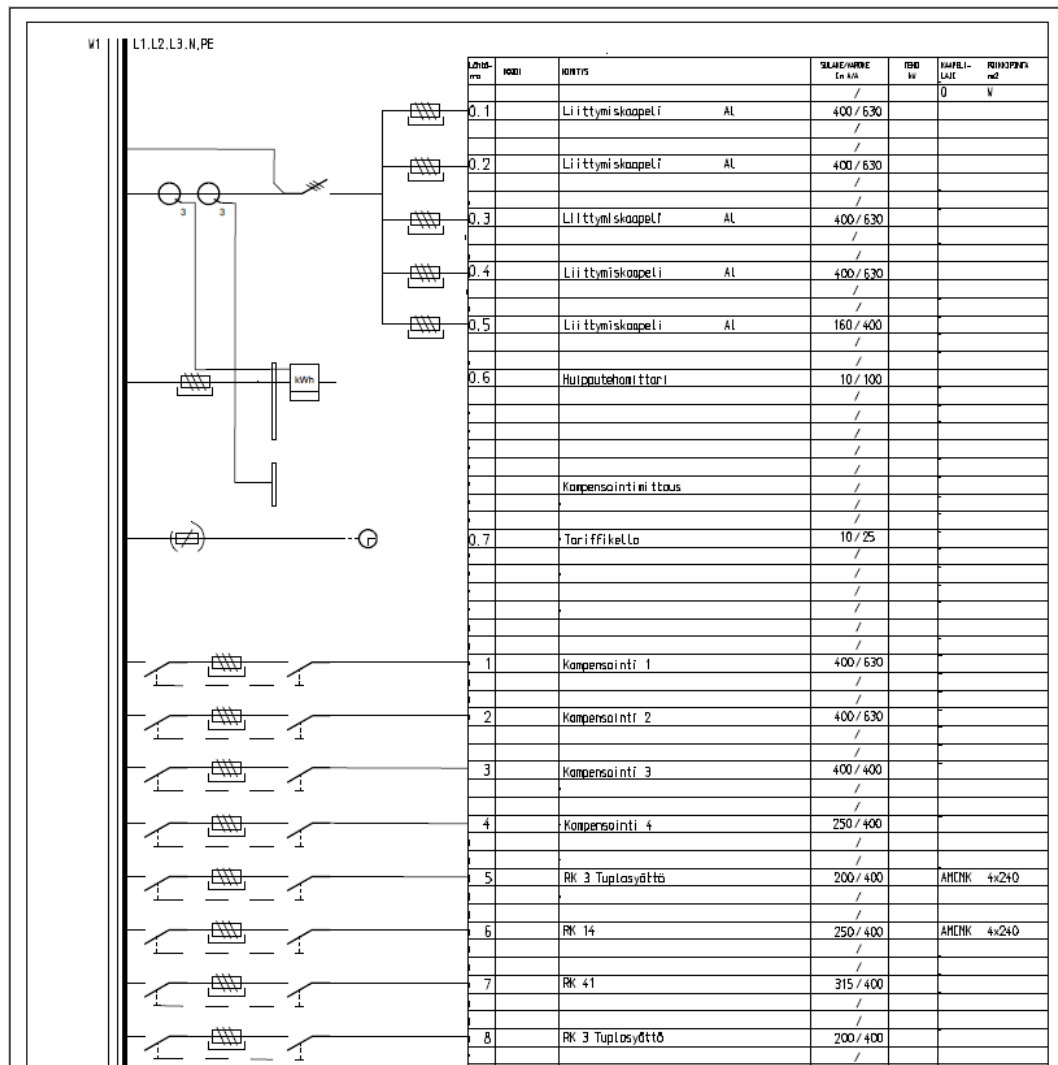 W1 L1,L2,L3,N,PE
Lähtö- nro KOODI NIMITYS SULAKE/VAROKE In A/A TEHO kW KAAPELI- LAJI POIKKIPINTA mm2
/ 0 W
0.1 Liittymiskaapeli AL 400/630
/
/
0.2 Liittymiskaapeli AL 400/630
/
/
0.3 Liittymiskaapeli AL 400/630
3 3
/
/
0.4 Liittymiskaapeli AL 400/630
/
/
0.5 Liittymiskaapeli AL 160/400
/
/
kWh 0.6 Huipputehomittari 10/100
/
/
/
/
/
Kompensointimittaus /
/
/
0.7 Tariffikello 10/25
/
/
/
/
/
/
1 Kompensointi 1 400/630
/
/
2 Kompensointi 2 400/630
/
/
3 Kompensointi 3 400/400
/
/
4 Kompensointi 4 250/400
/
/
5 RK 3 Tuplasyöttö 200/400 AMCMK 4x240
/
/
6 RK 14 250/400 AMCMK 4x240
/
/
7 RK 41 315/400
/
/
8 RK 3 Tuplasyöttö 200/400
/